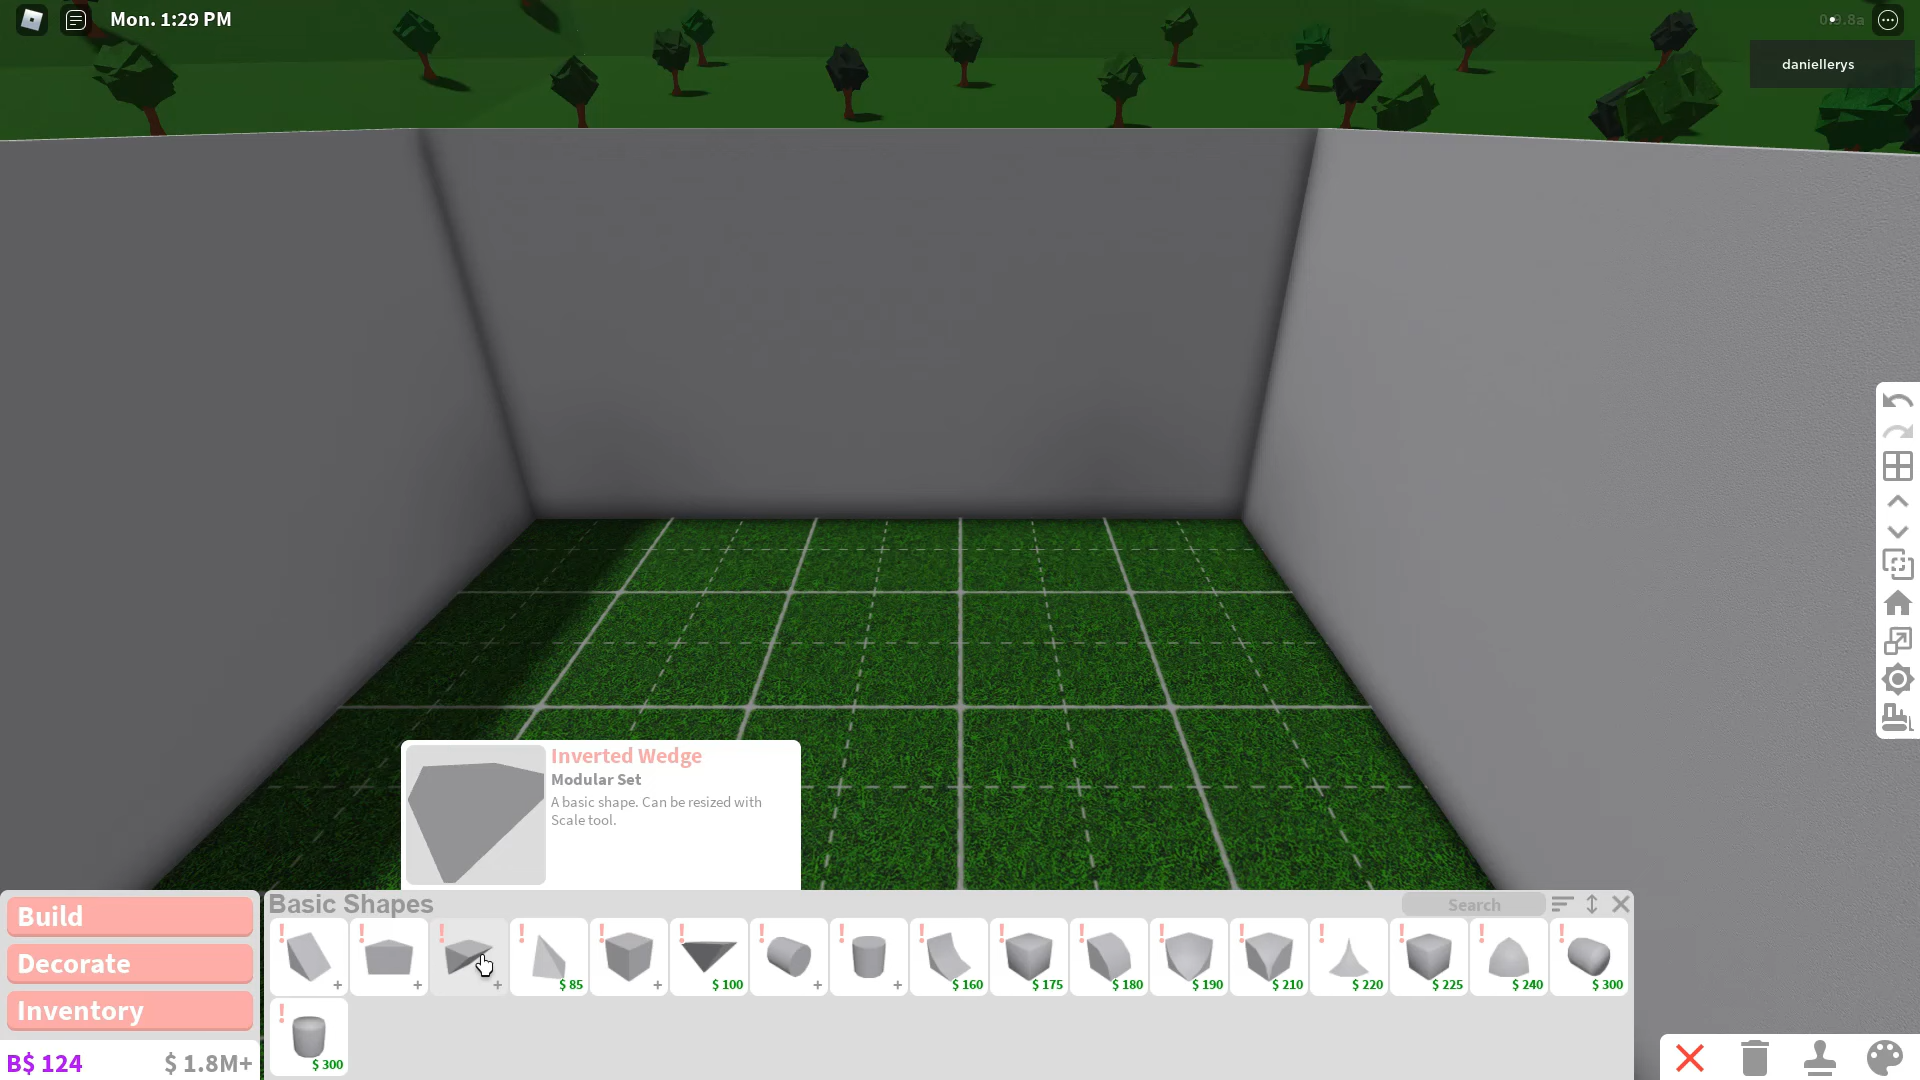 Mon. 1:29 PM
daniellerys
Inverted Wedge
Modular Set
A basic shape. Can be resized with
Scale tool.
Build
Decorate
Inventory
B$ 124
$ 1.8M+
Basic Shapes
Search
! + ! + ! + ! $ 85 ! + ! $ 100 ! + ! + ! $ 160 ! $ 175 ! $ 180 ! $ 190 ! $ 210 ! $ 220 ! $ 225 ! $ 240 ! $ 300
! $ 300